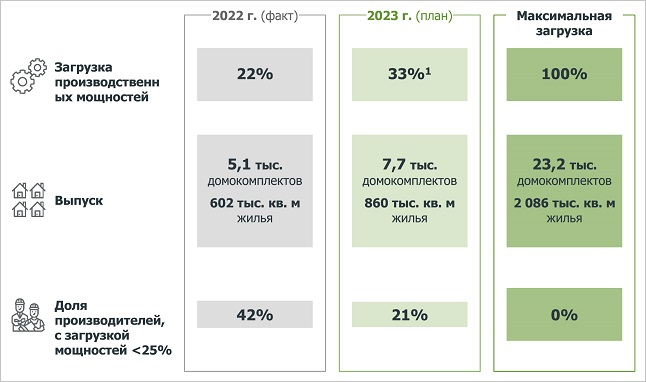 2022 г. (факт)
2023 г. (план)
Максимальная
загрузка
Загрузка
производственн
ых мощностей
22%
33%¹
100%
Выпуск
5,1 тыс.
домокомплектов
602 тыс. кв. м
жилья
7,7 тыс.
домокомплектов
860 тыс. кв. м
жилья
23,2 тыс.
домокомплектов
2 086 тыс. кв. м
жилья
Доля
производителей,
с загрузкой
мощностей <25%
42%
21%
0%